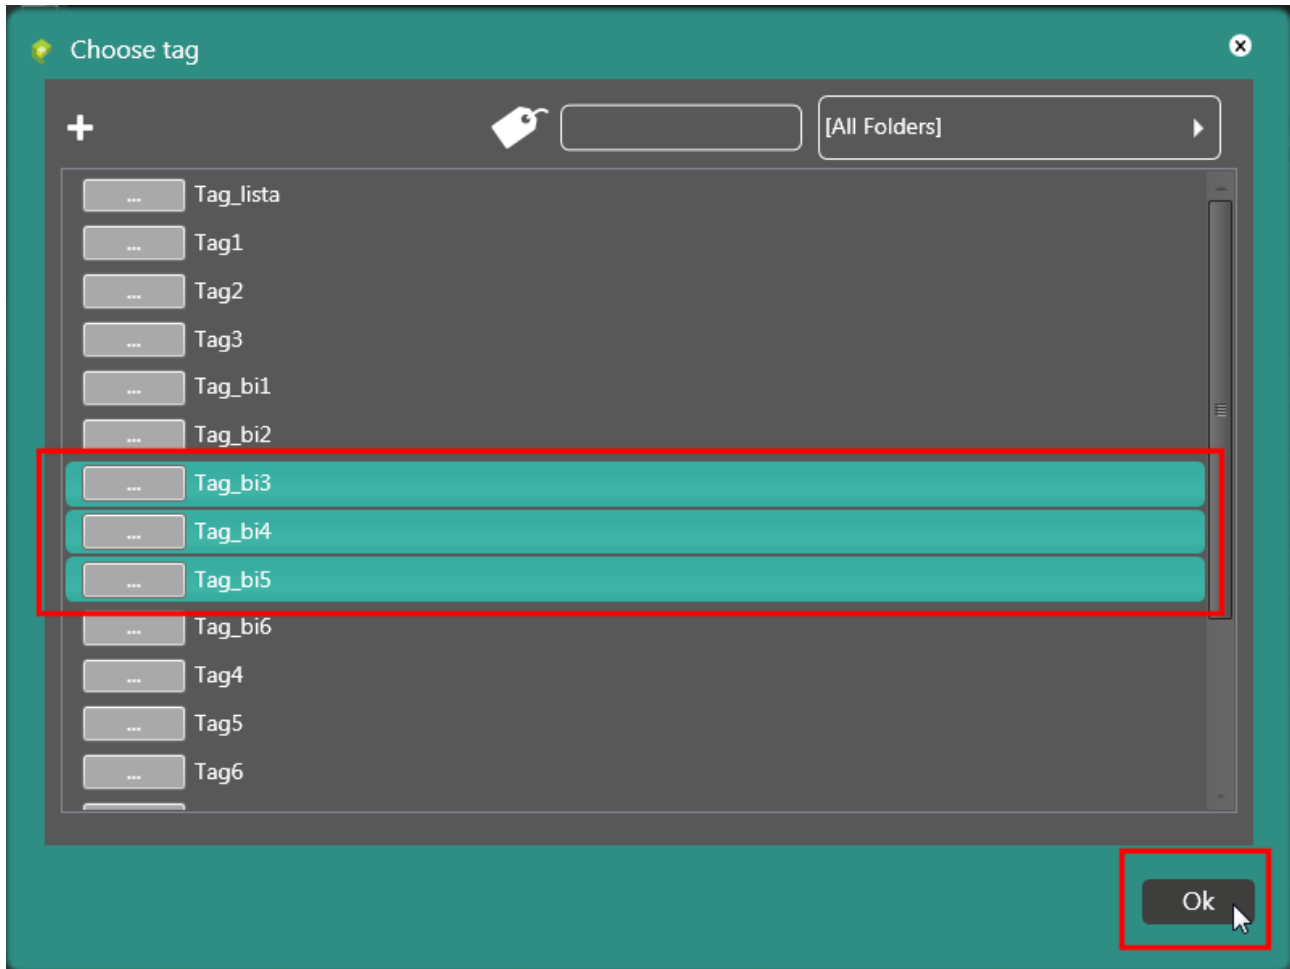 Choose tag
[All Folders]
... Tag_lista
... Tag1
... Tag2
... Tag3
... Tag_bi1
... Tag_bi2
... Tag_bi3
... Tag_bi4
... Tag_bi5
... Tag_bi6
... Tag4
... Tag5
... Tag6
Ok